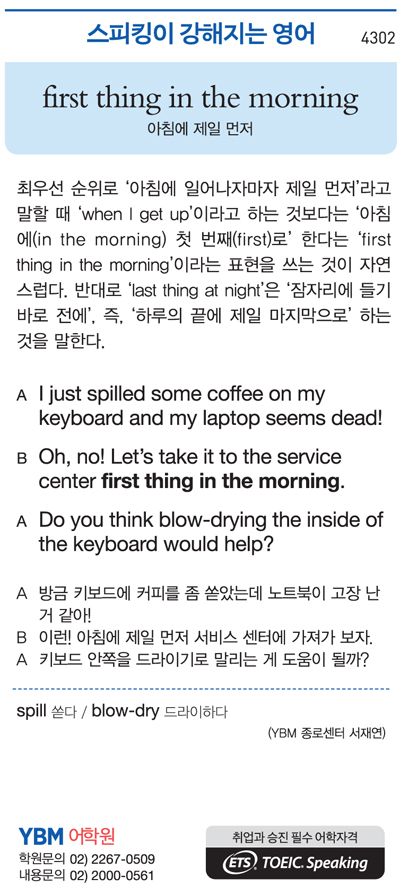 스피킹이 강해지는 영어 4302
first thing in the morning
아침에 제일 먼저
최우선 순위로 ‘아침에 일어나자마자 제일 먼저’라고
말할 때 ‘when I get up’이라고 하는 것보다는 ‘아침
에(in the morning) 첫 번째(first)로’ 한다는 ‘first
thing in the morning’이라는 표현을 쓰는 것이 자연
스럽다. 반대로 ‘last thing at night’은 ‘잠자리에 들기
바로 전에’, 즉, ‘하루의 끝에 제일 마지막으로’ 하는
것을 말한다.
A I just spilled some coffee on my
keyboard and my laptop seems dead!
B Oh, no! Let’s take it to the service
center first thing in the morning.
A Do you think blow-drying the inside of
the keyboard would help?
A 방금 키보드에 커피를 좀 쏟았는데 노트북이 고장 난
거 같아!
B 이런! 아침에 제일 먼저 서비스 센터에 가져가 보자.
A 키보드 안쪽을 드라이기로 말리는 게 도움이 될까?
spill 쏟다 / blow-dry 드라이하다
(YBM 종로센터 서재연)
YBM 어학원
학원문의 02) 2267-0509
내용문의 02) 2000-0561
취업과 승진 필수 어학자격
ETS TOEIC. Speaking